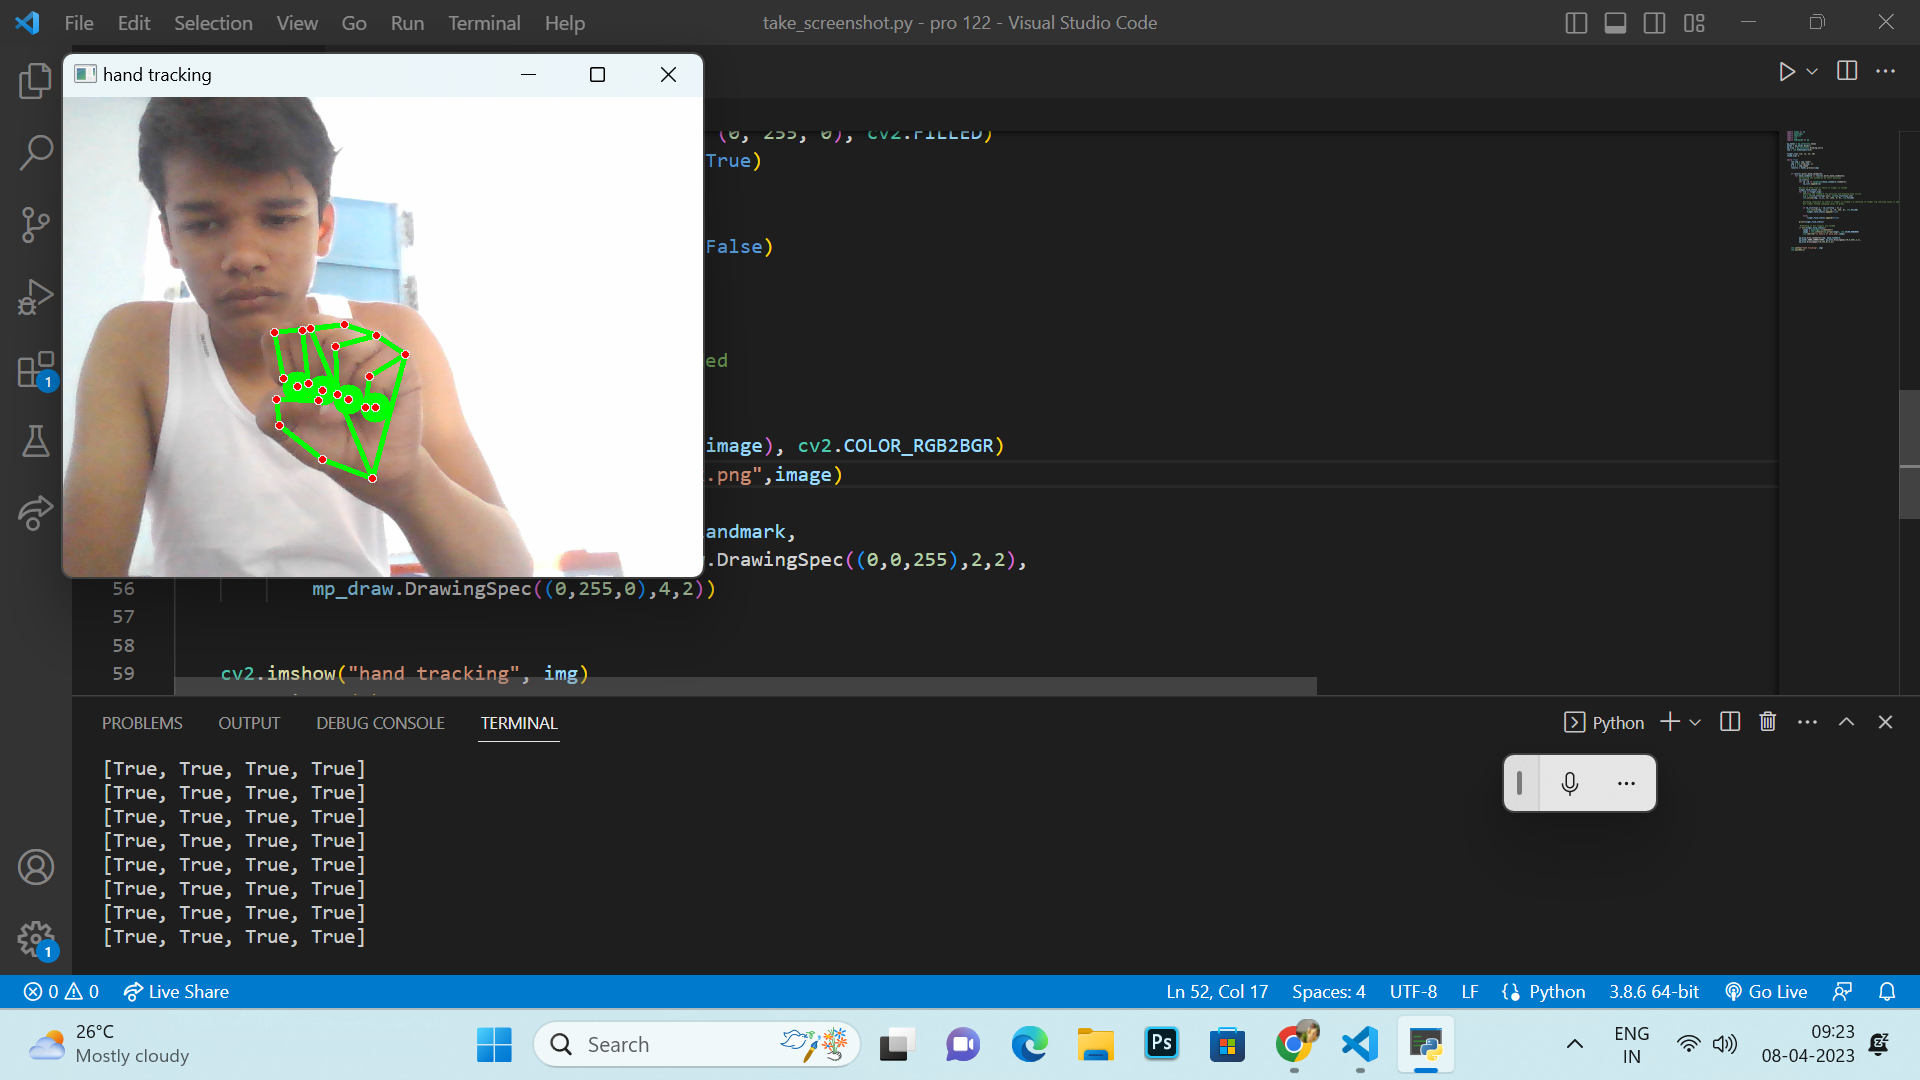 File Edit Selection View Go Run Terminal Help
take_screenshot.py - pro 122 - Visual Studio Code
hand tracking
(0, 255, 0), cv2.FILLED)
True)
False)
ed
image), cv2.COLOR_RGB2BGR)
.png",image)
andmark,
.DrawingSpec((0,0,255),2,2),
56 mp_draw.DrawingSpec((0,255,0),4,2))
57
58
59 cv2.imshow("hand tracking", img)
PROBLEMS OUTPUT DEBUG CONSOLE TERMINAL
Python
[True, True, True, True]
[True, True, True, True]
[True, True, True, True]
[True, True, True, True]
[True, True, True, True]
[True, True, True, True]
[True, True, True, True]
[True, True, True, True]
1
1
0 0 Live Share
Ln 52, Col 17 Spaces: 4 UTF-8 LF Python 3.8.6 64-bit Go Live
26°C
Mostly cloudy
Search
Ps
ENG
IN
09:23
08-04-2023